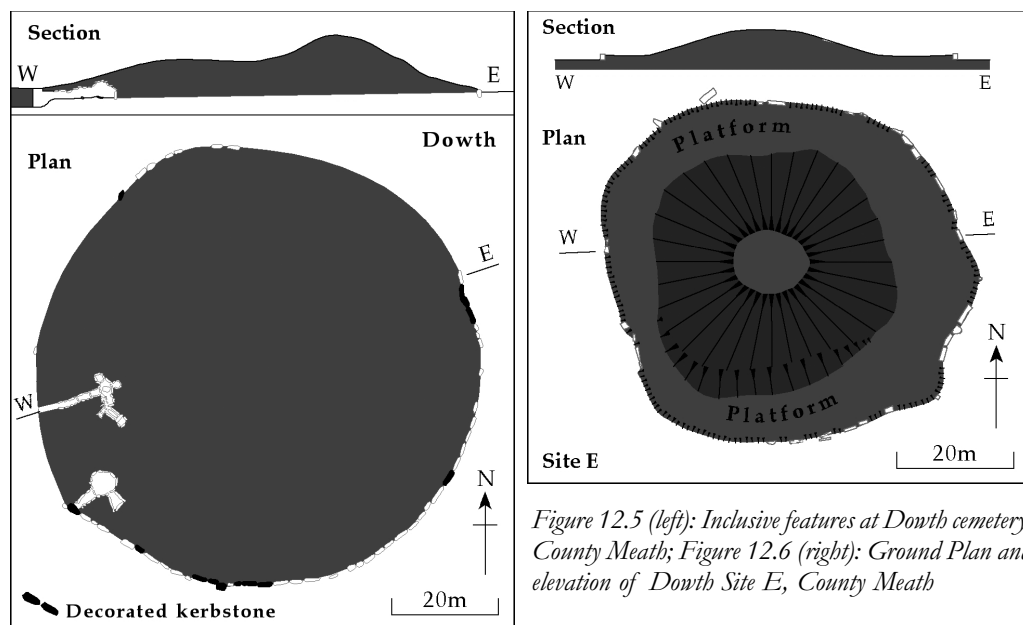 Section
W
E
Dowth
Plan
E
W
N
20m
Decorated kerbstone
Section
W
E
Plan
Platform
W
E
N
Platform
Site E
20m
Figure 12.5 (left): Inclusive features at Dowth cemetery
County Meath; Figure 12.6 (right): Ground Plan and
elevation of Dowth Site E, County Meath